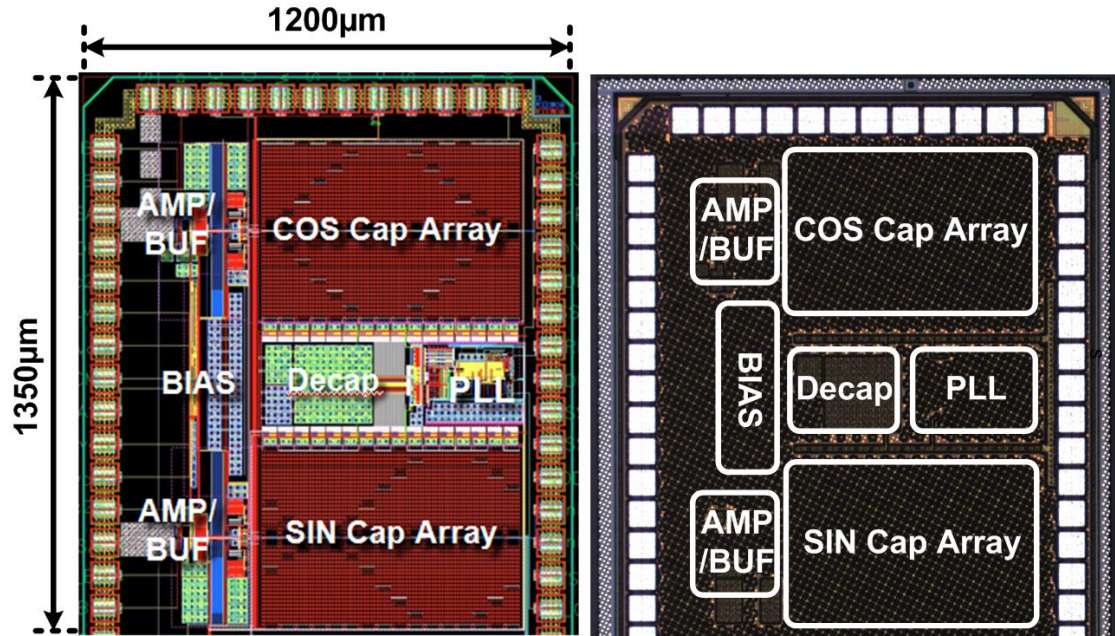 1200µm
1350µm
AMP/
BUF
COS Cap Array
BIAS
Decap
PLL
AMP/
BUF
SIN Cap Array
AMP
/BUF
COS Cap Array
BIAS
Decap
PLL
AMP
/BUF
SIN Cap Array